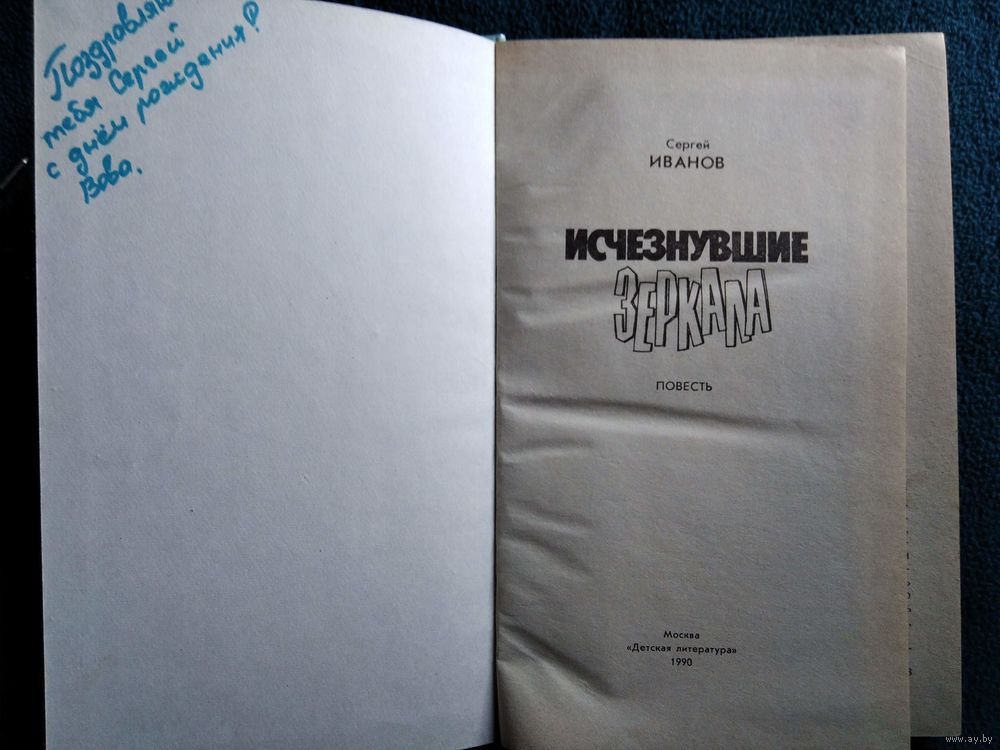 Поздравляю
тебя Сергей
с днём рождения!
Вова.
Сергей
ИВАНОВ
ИСЧЕЗНУВШИЕ
ЗЕРКАЛА
ПОВЕСТЬ
Москва
«Детская литература»
1990
www.ay.by